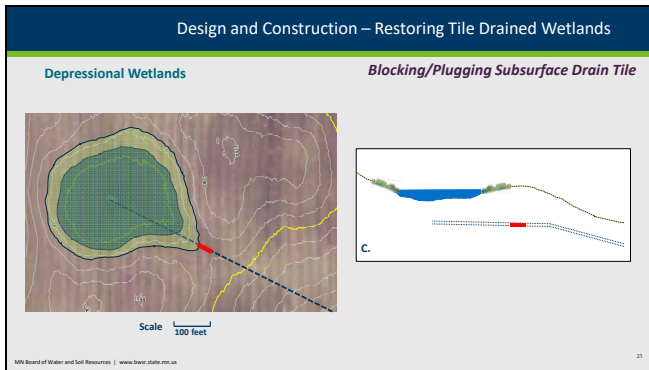 Design and Construction – Restoring Tile Drained Wetlands
Depressional Wetlands
Blocking/Plugging Subsurface Drain Tile
C.
Scale
100 feet
MN Board of Water and Soil Resources | www.bwsr.state.mn.us